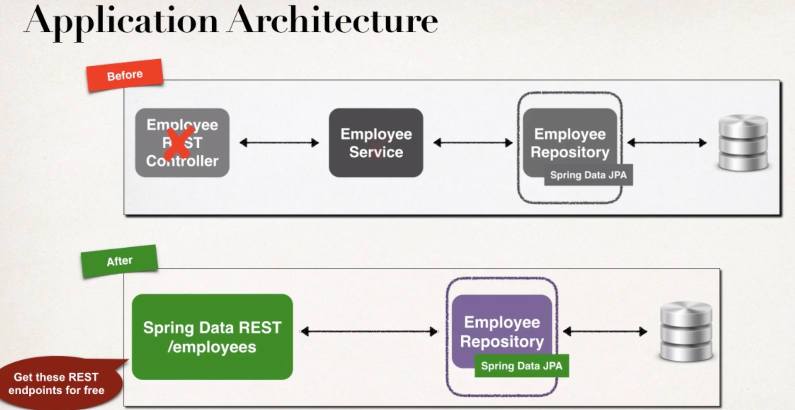 Application Architecture
Before
Employee
REST
Controller
Employee
Service
Employee
Repository
Spring Data JPA
After
Spring Data REST
/employees
Employee
Repository
Spring Data JPA
Get these REST
endpoints for free